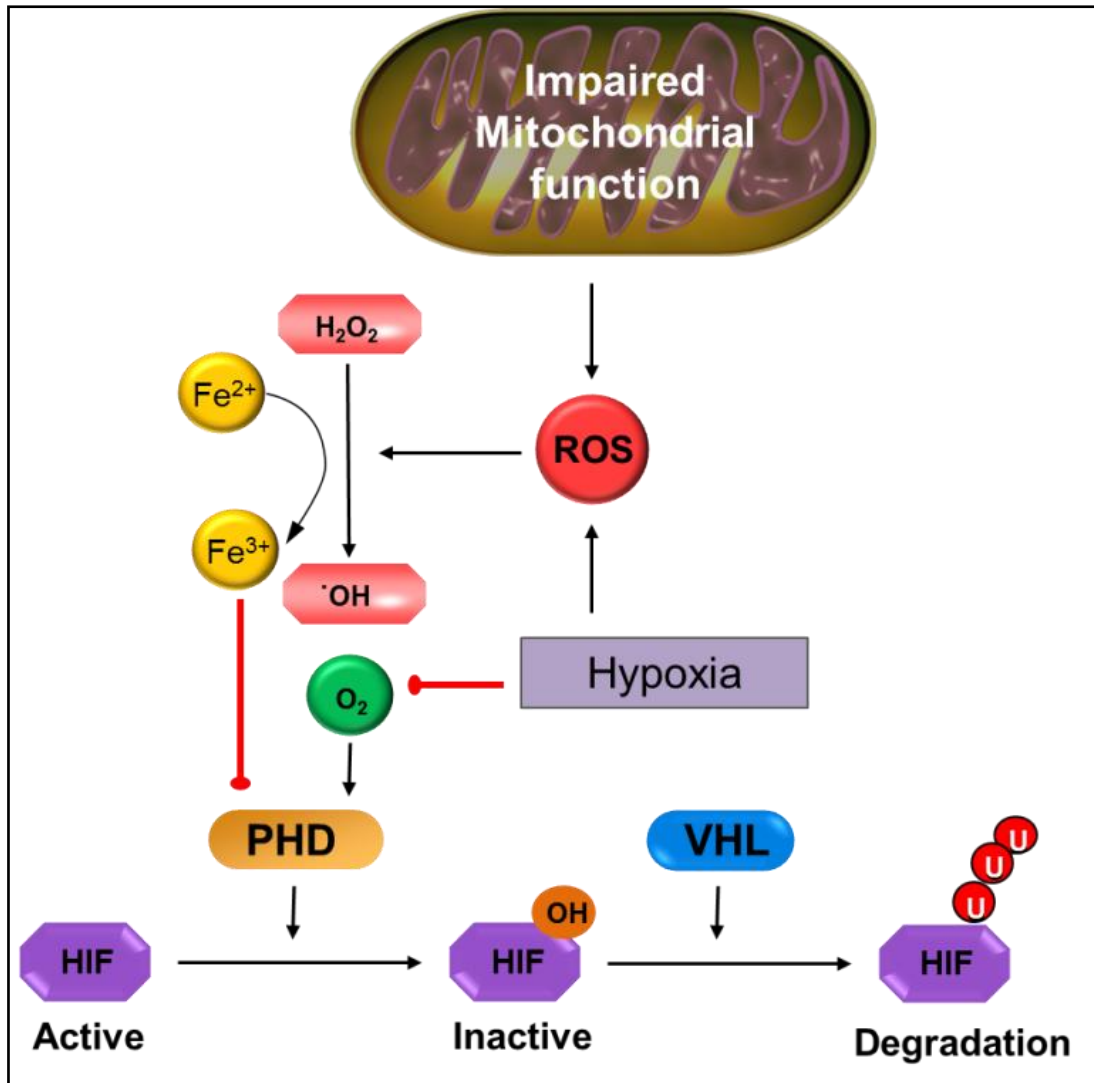 Impaired
Mitochondrial
function
H₂O₂
Fe²⁺
ROS
Fe³⁺
·OH
Hypoxia
O₂
PHD
VHL
U
U
U
OH
HIF
HIF
HIF
Active
Inactive
Degradation